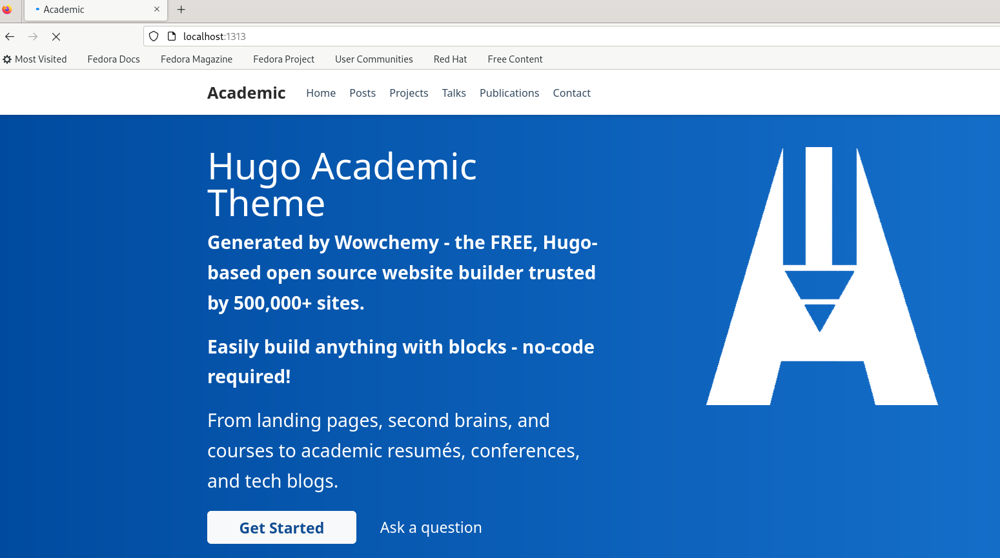 Academic
localhost:1313
Most Visited Fedora Docs Fedora Magazine Fedora Project User Communities Red Hat Free Content
Academic Home Posts Projects Talks Publications Contact
Hugo Academic
Theme
Generated by Wowchemy - the FREE, Hugo-
based open source website builder trusted
by 500,000+ sites.
Easily build anything with blocks - no-code
required!
From landing pages, second brains, and
courses to academic resumés, conferences,
and tech blogs.
Get Started Ask a question